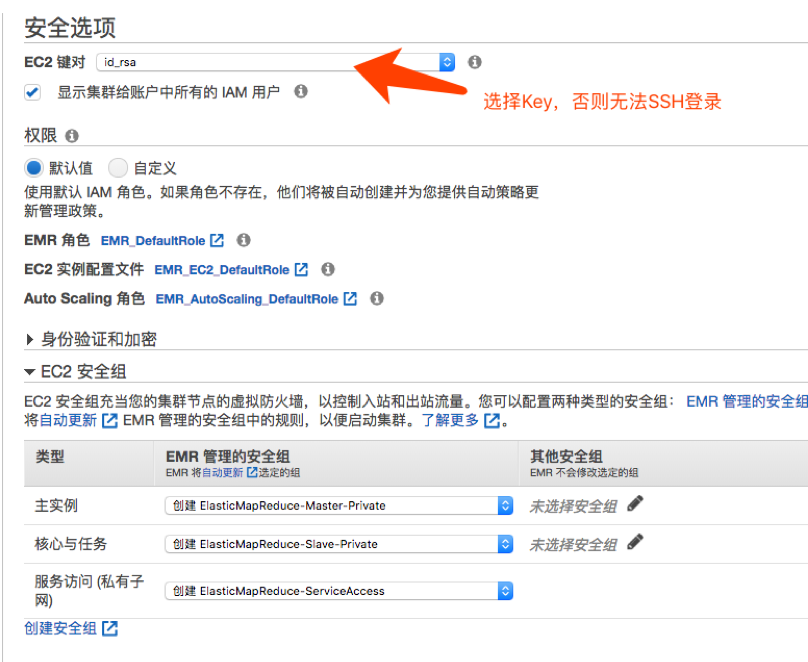 安全选项
EC2 键对 id_rsa
显示集群给账户中所有的 IAM 用户
选择Key，否则无法SSH登录
权限
默认值 自定义
使用默认 IAM 角色。如果角色不存在，他们将被自动创建并为您提供自动策略更
新管理政策。
EMR 角色 EMR_DefaultRole
EC2 实例配置文件 EMR_EC2_DefaultRole
Auto Scaling 角色 EMR_AutoScaling_DefaultRole
身份验证和加密
EC2 安全组
EC2 安全组充当您的集群节点的虚拟防火墙，以控制入站和出站流量。您可以配置两种类型的安全组： EMR 管理的安全组
将自动更新 EMR 管理的安全组中的规则，以便启动集群。了解更多 。
类型 EMR 管理的安全组 其他安全组
EMR 将自动更新 选定的组 EMR 不会修改选定的组
主实例 创建 ElasticMapReduce-Master-Private 未选择安全组
核心与任务 创建 ElasticMapReduce-Slave-Private 未选择安全组
服务访问 (私有子
网) 创建 ElasticMapReduce-ServiceAccess
创建安全组